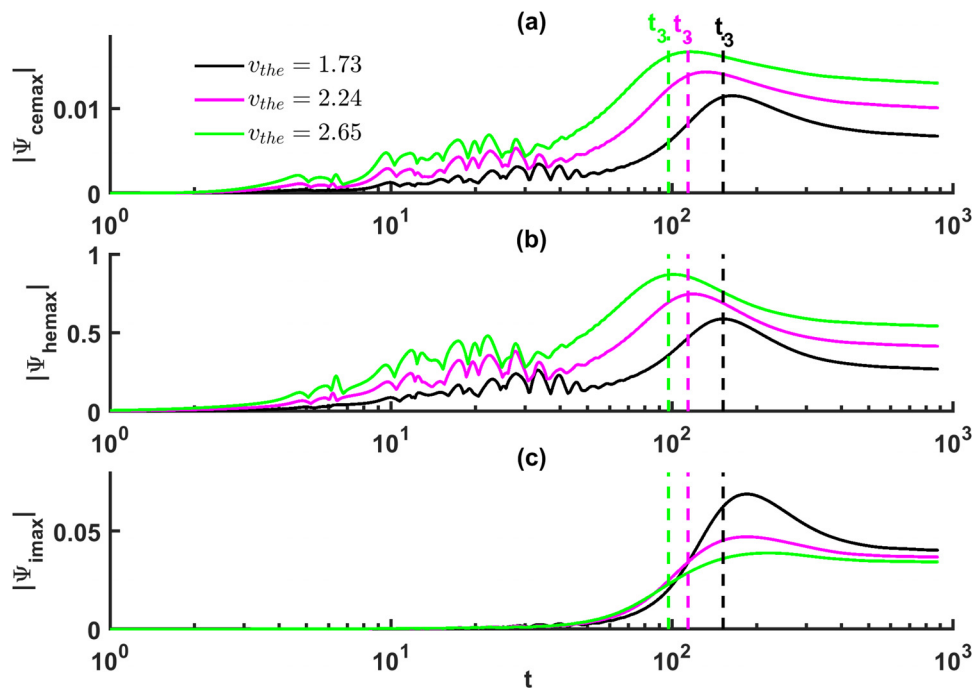 (a)
t3 t3 t3
|Ψcemax|
0.01
0
v_the = 1.73
v_the = 2.24
v_the = 2.65
10^0 10^1 10^2 10^3
(b)
|Ψhemax|
1
0.5
0
10^0 10^1 10^2 10^3
(c)
|Ψimax|
0.05
0
10^0 10^1 10^2 10^3
t